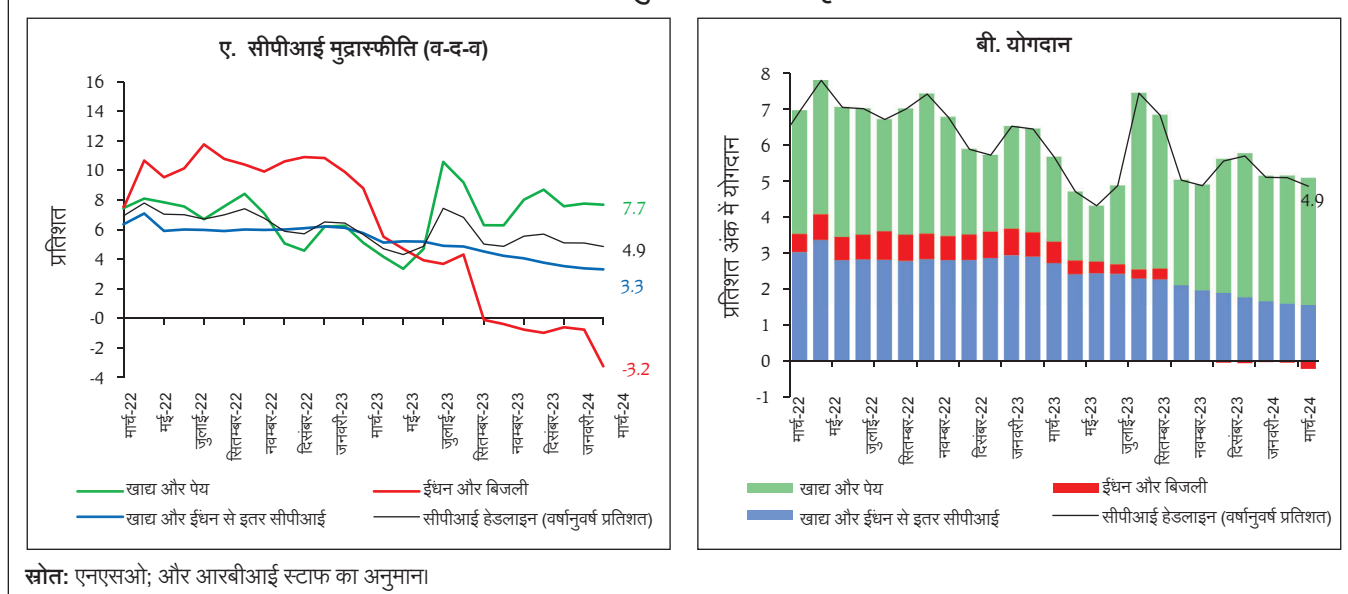 ए. सीपीआई मुद्रास्फीति (व-द-व)
प्रतिशत
16
14
12
10
8
6
4
2
-0
-2
-4
7.7
4.9
3.3
-3.2
मार्च-22
मई-22
जुलाई-22
सितम्बर-22
नवम्बर-22
दिसंबर-22
जनवरी-23
मार्च-23
मई-23
जुलाई-23
सितम्बर-23
नवम्बर-23
दिसंबर-23
जनवरी-24
मार्च-24
खाद्य और पेय
ईंधन और बिजली
खाद्य और ईंधन से इतर सीपीआई
सीपीआई हेडलाइन (वर्षानुवर्ष प्रतिशत)
बी. योगदान
प्रतिशत अंक में योगदान
8
7
6
5
4
3
2
1
0
-1
4.9
मार्च-22
मई-22
जुलाई-22
सितम्बर-22
नवम्बर-22
दिसंबर-22
जनवरी-23
मार्च-23
मई-23
जुलाई-23
सितम्बर-23
नवम्बर-23
दिसंबर-23
जनवरी-24
मार्च-24
खाद्य और पेय
ईंधन और बिजली
खाद्य और ईंधन से इतर सीपीआई
सीपीआई हेडलाइन (वर्षानुवर्ष प्रतिशत)
स्रोत: एनएसओ; और आरबीआई स्टाफ का अनुमान।